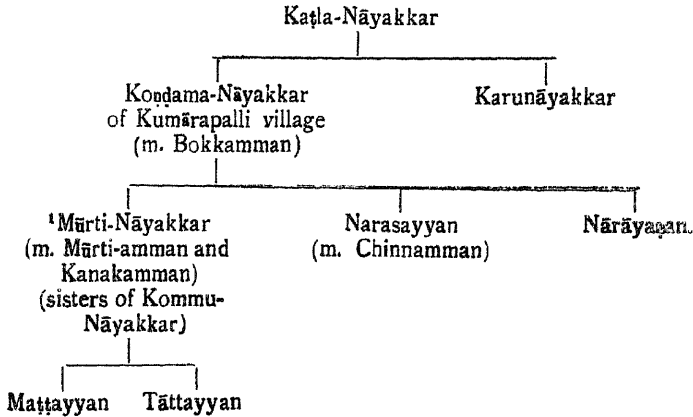 Kaṭla-Nāyakkar
Koṇḍama-Nāyakkar
of Kumārapalli village
(m. Bokkamman)
Karunāyakkar
¹Mūrti-Nāyakkar
(m. Mūrti-amman and
Kanakamman)
(sisters of Kommu-
Nāyakkar)
Narasayyan
(m. Chinnamman)
Nārāyaṇan.
Maṭṭayyan
Tāttayyan